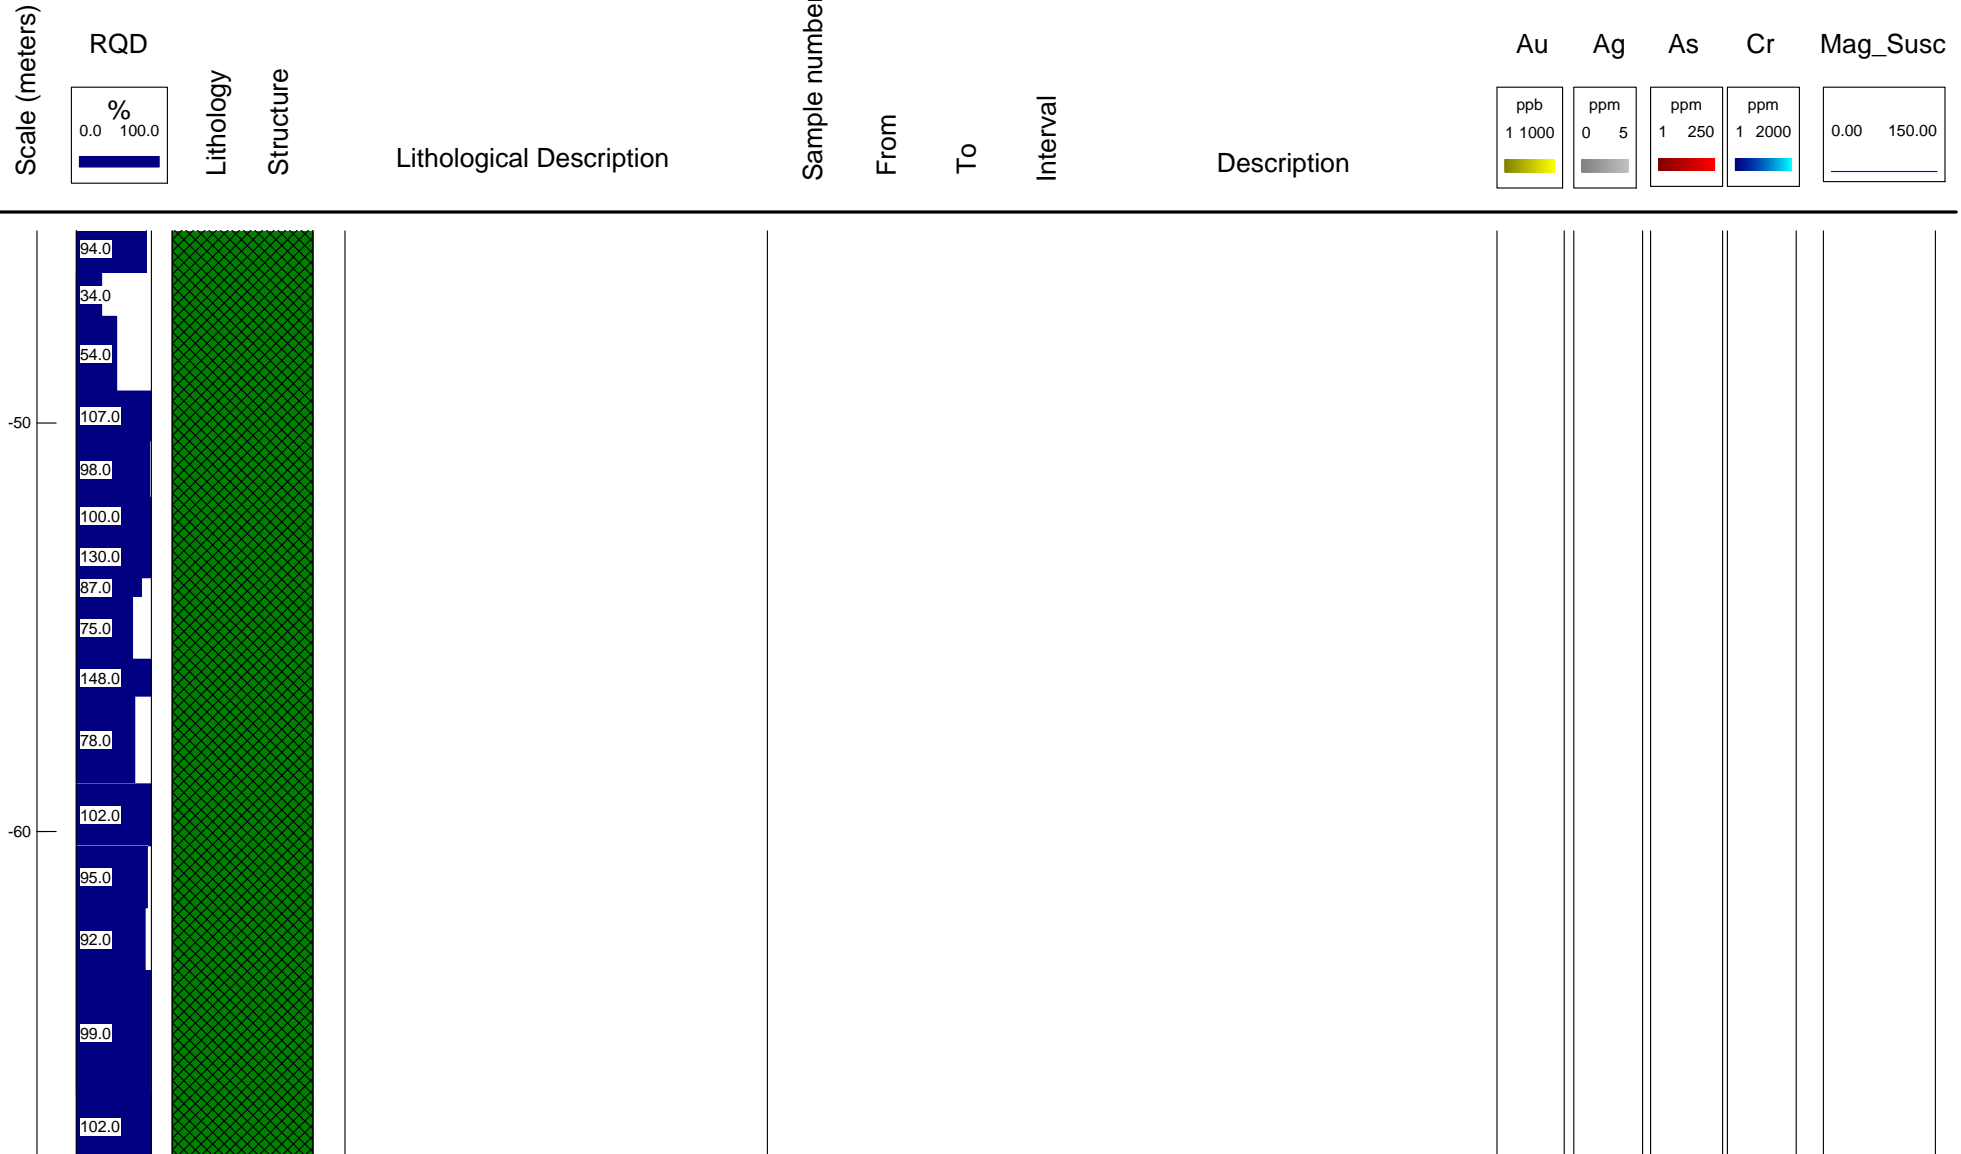 Scale (meters)
RQD
%
0.0 100.0
Lithology
Structure
Lithological Description
Sample number
From
To
Interval
Description
Au
ppb
1 1000
Ag
ppm
0 5
As
ppm
1 250
Cr
ppm
1 2000
Mag_Susc
0.00 150.00
94.0
34.0
54.0
107.0
-50
98.0
100.0
130.0
87.0
75.0
148.0
78.0
102.0
-60
95.0
92.0
99.0
102.0